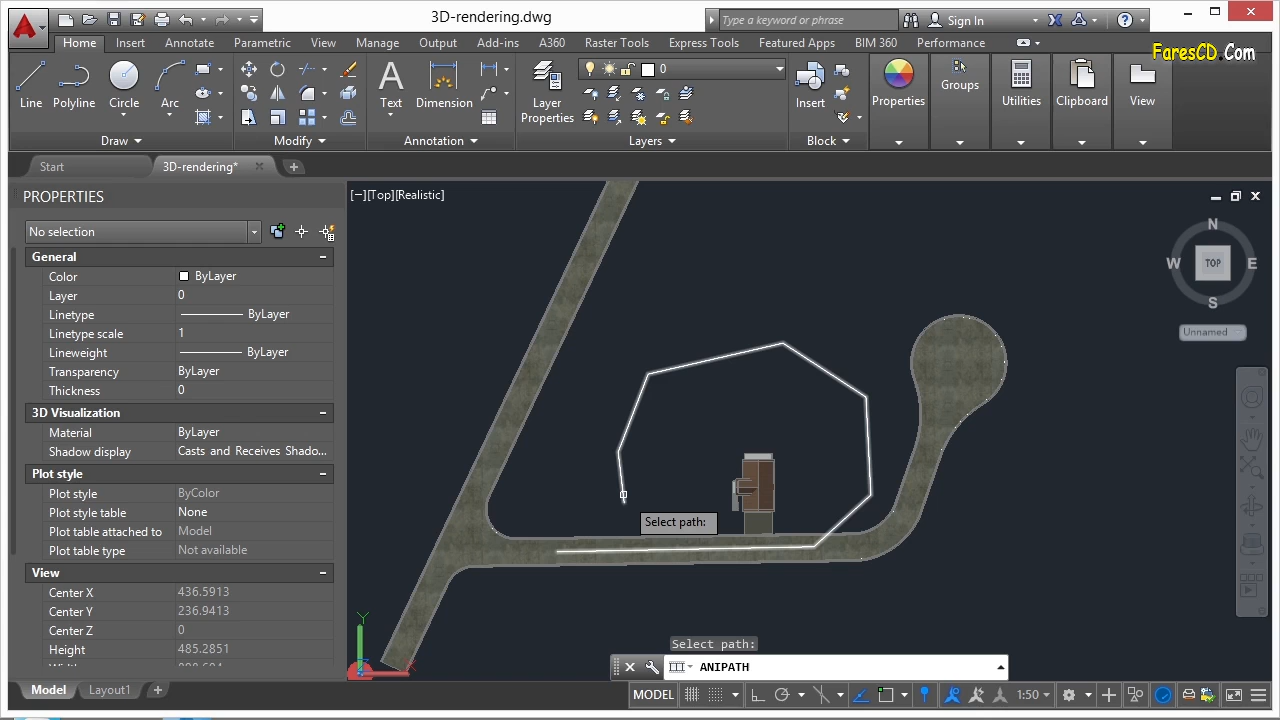 3D-rendering.dwg
Type a keyword or phrase
Sign In
Home Insert Annotate Parametric View Manage Output Add-ins A360 Raster Tools Express Tools Featured Apps BIM 360 Performance
FaresCD.Com
Line Polyline Circle Arc
Text Dimension
Layer Properties
0
Insert
Properties Groups Utilities Clipboard View
Draw Modify Annotation Layers Block
Start 3D-rendering*
PROPERTIES
[−][Top][Realistic]
No selection
General
Color ByLayer
Layer 0
Linetype ByLayer
Linetype scale 1
Lineweight ByLayer
Transparency ByLayer
Thickness 0
3D Visualization
Material ByLayer
Shadow display Casts and Receives Shado...
Plot style
Plot style ByColor
Plot style table None
Plot table attached to Model
Plot table type Not available
View
Center X 436.5913
Center Y 236.9413
Center Z 0
Height 485.2851
N
W TOP E
S
Unnamed
Select path:
Y
X
Select path:
ANIPATH
Model Layout1
MODEL 1:50